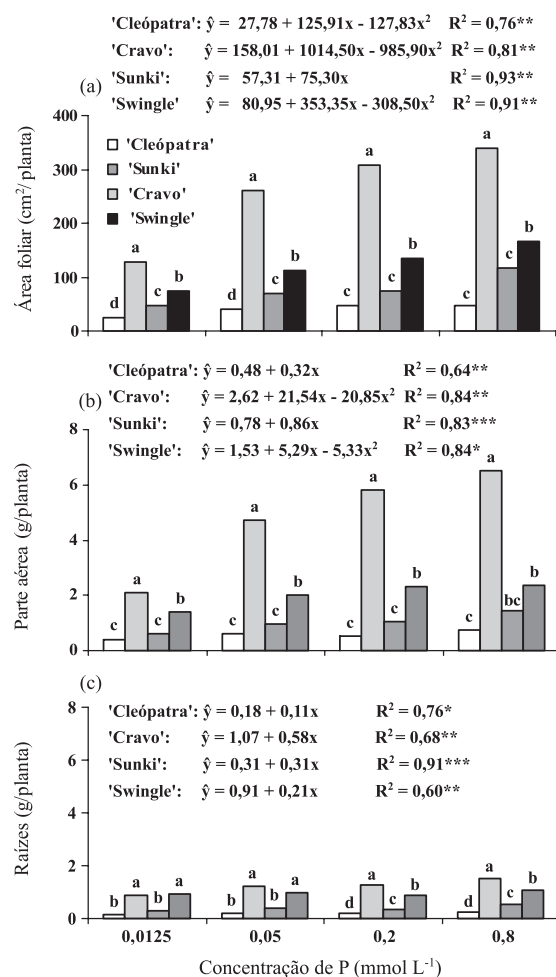 'Cleópatra': ŷ = 27,78 + 125,91x - 127,83x² R² = 0,76**
'Cravo': ŷ = 158,01 + 1014,50x - 985,90x² R² = 0,81**
'Sunki': ŷ = 57,31 + 75,30x R² = 0,93**
'Swingle' ŷ = 80,95 + 353,35x - 308,50x² R² = 0,91**
(a)
400
300
200
100
0
Área foliar (cm²/planta)
'Cleópatra'
'Sunki'
'Cravo'
'Swingle'
d a c b
d a c b
c a c b
c a c b
'Cleópatra': ŷ = 0,48 + 0,32x R² = 0,64**
'Cravo': ŷ = 2,62 + 21,54x - 20,85x² R² = 0,84**
'Sunki': ŷ = 0,78 + 0,86x R² = 0,83***
'Swingle': ŷ = 1,53 + 5,29x - 5,33x² R² = 0,84*
(b)
8
6
4
2
0
Parte aérea (g/planta)
c a c b
c a c b
c a c b
c a bc b
(c)
'Cleópatra': ŷ = 0,18 + 0,11x R² = 0,76*
'Cravo': ŷ = 1,07 + 0,58x R² = 0,68**
'Sunki': ŷ = 0,31 + 0,31x R² = 0,91***
'Swingle': ŷ = 0,91 + 0,21x R² = 0,60**
8
6
4
2
0
Raízes (g/planta)
b a b a
b a b a
d a c b
d a c b
0,0125 0,05 0,2 0,8
Concentração de P (mmol L⁻¹)